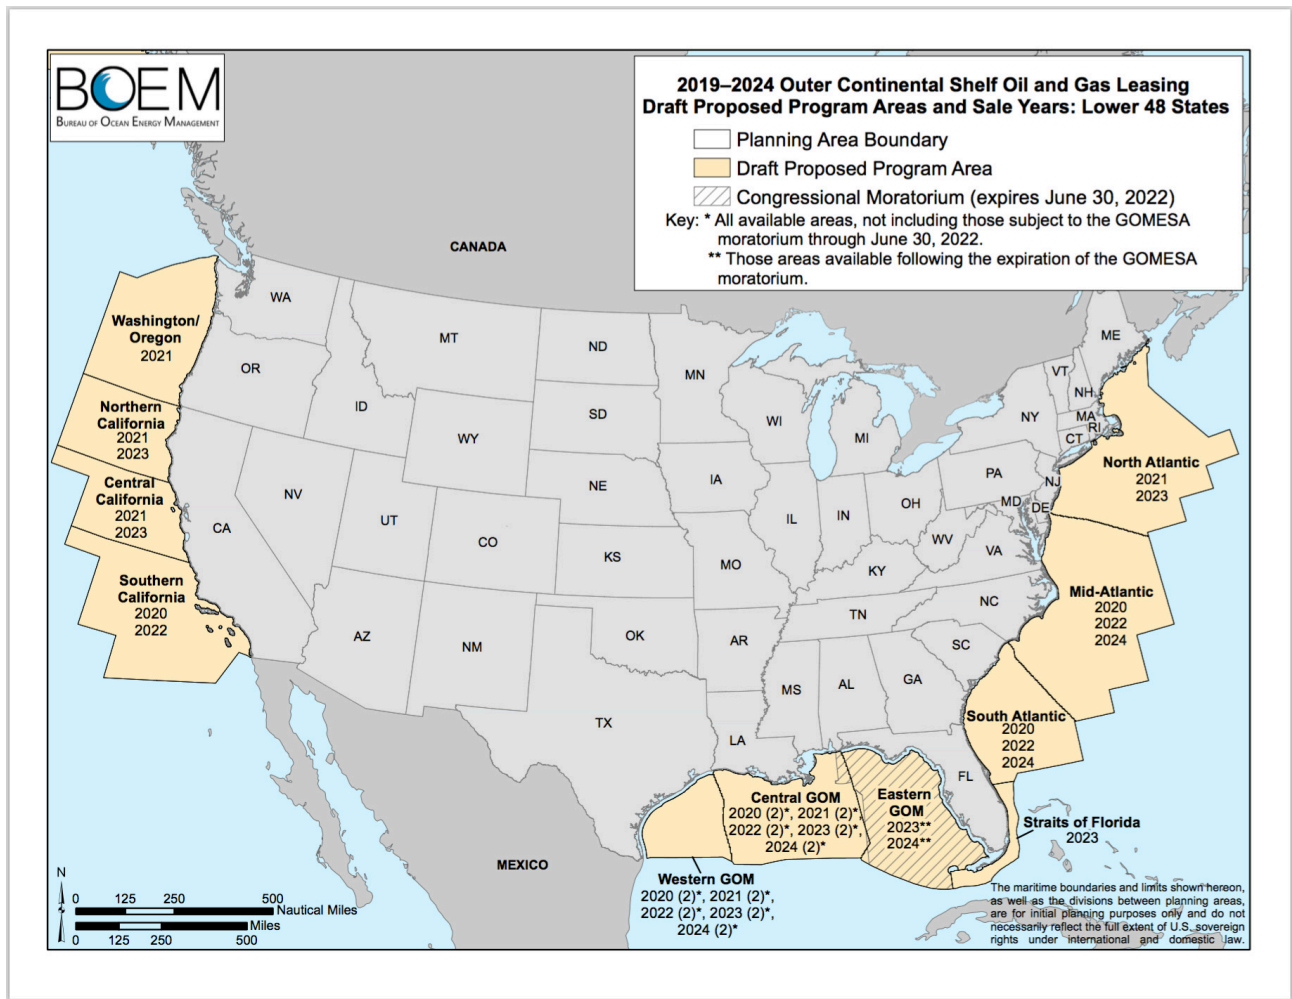 BOEM
BUREAU OF OCEAN ENERGY MANAGEMENT
2019–2024 Outer Continental Shelf Oil and Gas Leasing
Draft Proposed Program Areas and Sale Years: Lower 48 States
Planning Area Boundary
Draft Proposed Program Area
Congressional Moratorium (expires June 30, 2022)
Key: * All available areas, not including those subject to the GOMESA
moratorium through June 30, 2022.
** Those areas available following the expiration of the GOMESA
moratorium.
CANADA
MEXICO
Washington/
Oregon
2021
Northern
California
2021
2023
Central
California
2021
2023
Southern
California
2020
2022
WA
OR
ID
MT
WY
NV
CA
UT
CO
AZ
NM
ND
SD
NE
KS
OK
TX
MN
IA
MO
AR
LA
WI
IL
IN
MI
OH
KY
TN
MS
AL
GA
FL
SC
NC
VA
WV
PA
MD
DE
NJ
NY
CT
RI
MA
NH
VT
ME
North Atlantic
2021
2023
Mid-Atlantic
2020
2022
2024
South Atlantic
2020
2022
2024
Straits of Florida
2023
Eastern
GOM
2023**
2024**
Central GOM
2020 (2)*, 2021 (2)*,
2022 (2)*, 2023 (2)*,
2024 (2)*
Western GOM
2020 (2)*, 2021 (2)*,
2022 (2)*, 2023 (2)*,
2024 (2)*
N
0 125 250 500
Nautical Miles
Miles
0 125 250 500
The maritime boundaries and limits shown hereon,
as well as the divisions between planning areas,
are for initial planning purposes only and do not
necessarily reflect the full extent of U.S. sovereign
rights under international and domestic law.